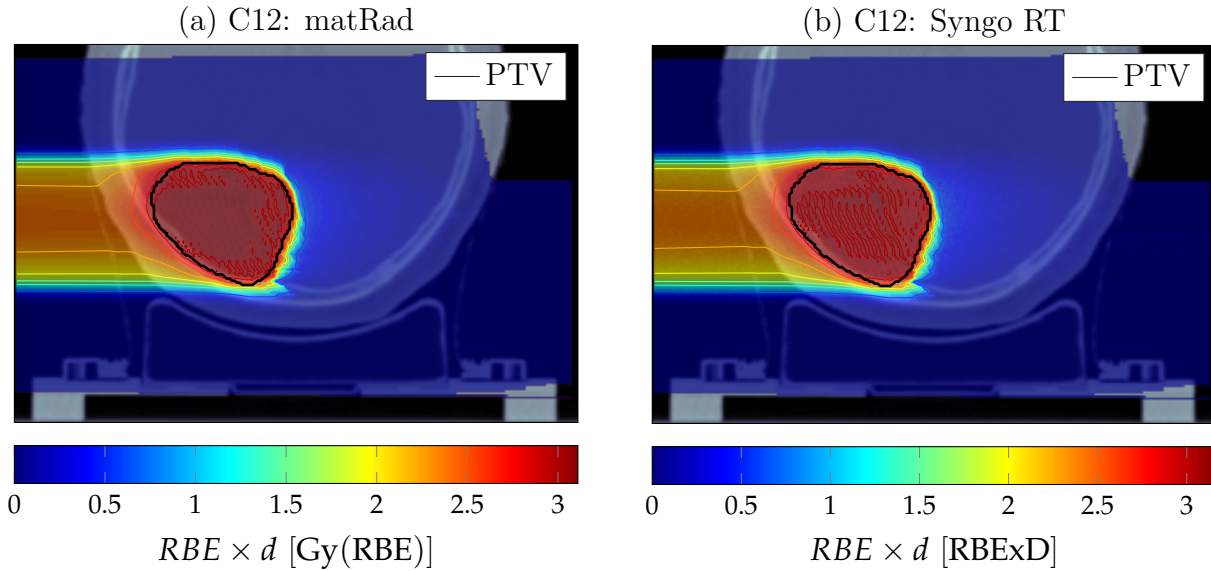 (a) C12: matRad
PTV
0 0.5 1 1.5 2 2.5 3
RBE × d [Gy(RBE)]
(b) C12: Syngo RT
PTV
0 0.5 1 1.5 2 2.5 3
RBE × d [RBExD]